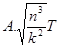 A. √(n³/k²) T